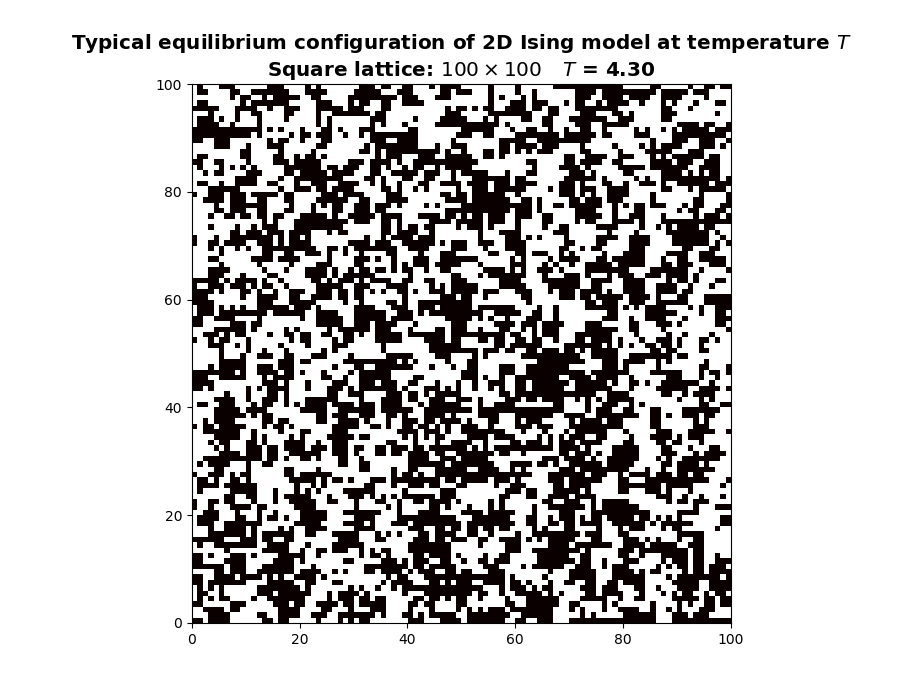 Typical equilibrium configuration of 2D Ising model at temperature T
Square lattice: 100 × 100 T = 4.30
100
80
60
40
20
0
0 20 40 60 80 100